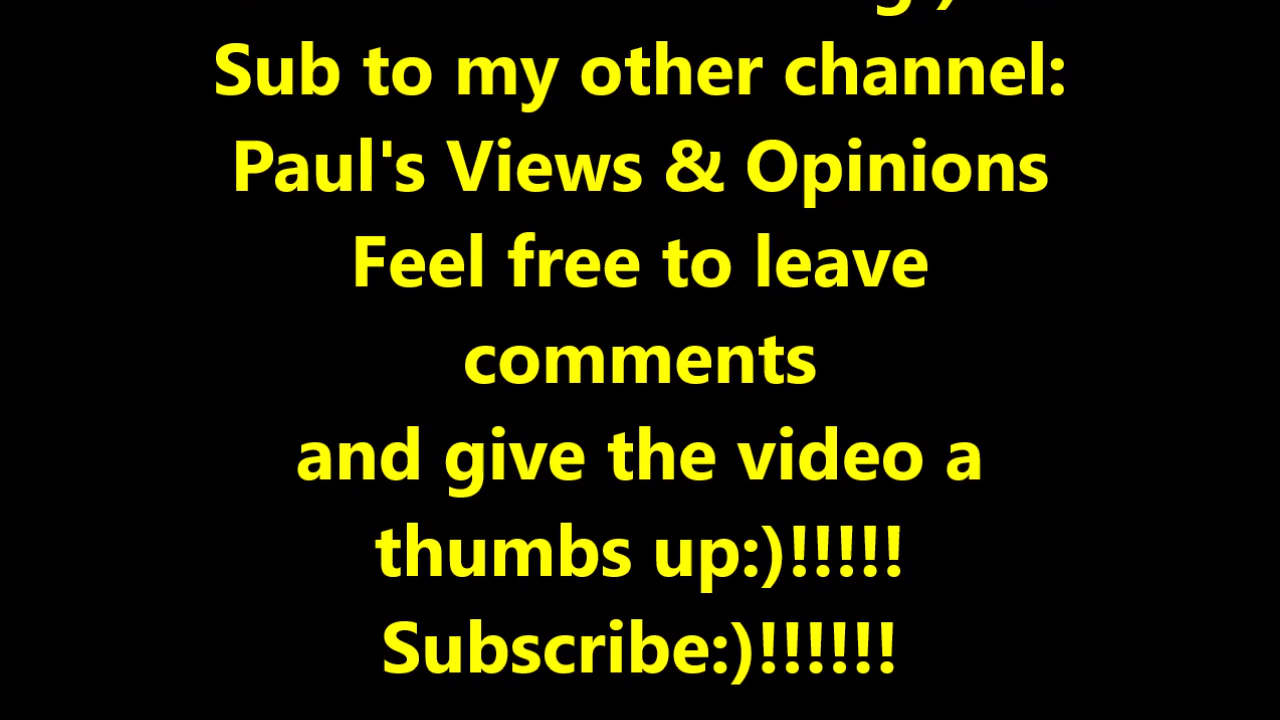 Sub to my other channel:
Paul's Views & Opinions
Feel free to leave
comments
and give the video a
thumbs up:)!!!!!
Subscribe:)!!!!!!